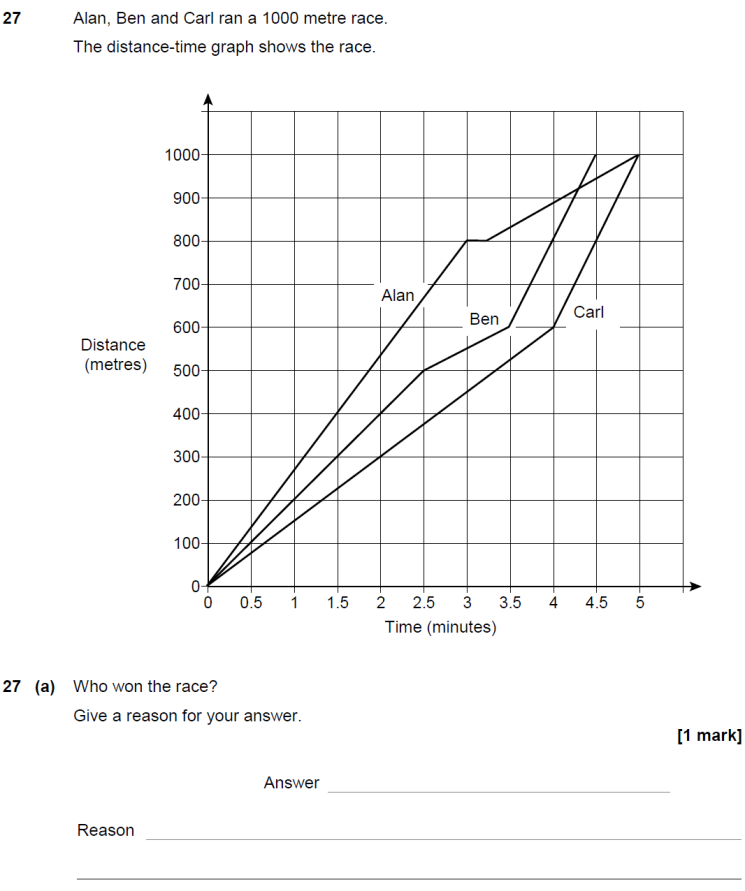 27 Alan, Ben and Carl ran a 1000 metre race.
The distance-time graph shows the race.
1000
900
800
700
Alan
Ben
Carl
600
Distance
(metres)
500
400
300
200
100
0
0 0.5 1 1.5 2 2.5 3 3.5 4 4.5 5
Time (minutes)
27 (a) Who won the race?
Give a reason for your answer.
[1 mark]
Answer
Reason